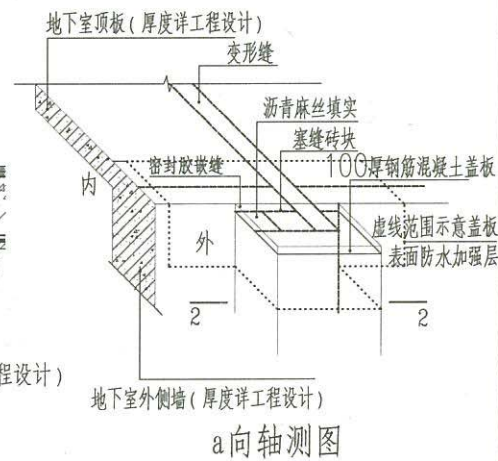 地下室顶板(厚度详工程设计)
变形缝
沥青麻丝填实
塞缝砖块
密封胶嵌缝
100厚钢筋混凝土盖板
内
外
虚线范围示意盖板
表面防水加强层
2
2
程设计)
地下室外侧墙(厚度详工程设计)
a向轴测图